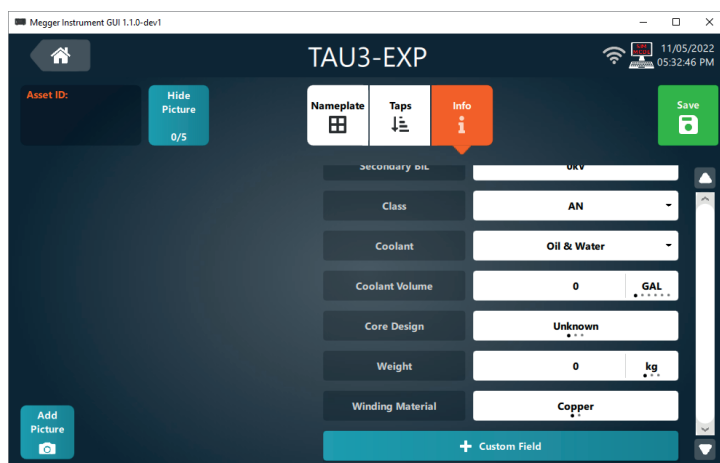 Megger Instrument GUI 1.1.0-dev1
TAU3-EXP
11/05/2022
05:32:46 PM
Asset ID:
Hide
Picture
0/5
Nameplate
Taps
Info
Save
Secondary BIL
0kV
Class
AN
Coolant
Oil & Water
Coolant Volume
0
GAL
Core Design
Unknown
Weight
0
kg
Winding Material
Copper
Add
Picture
Custom Field